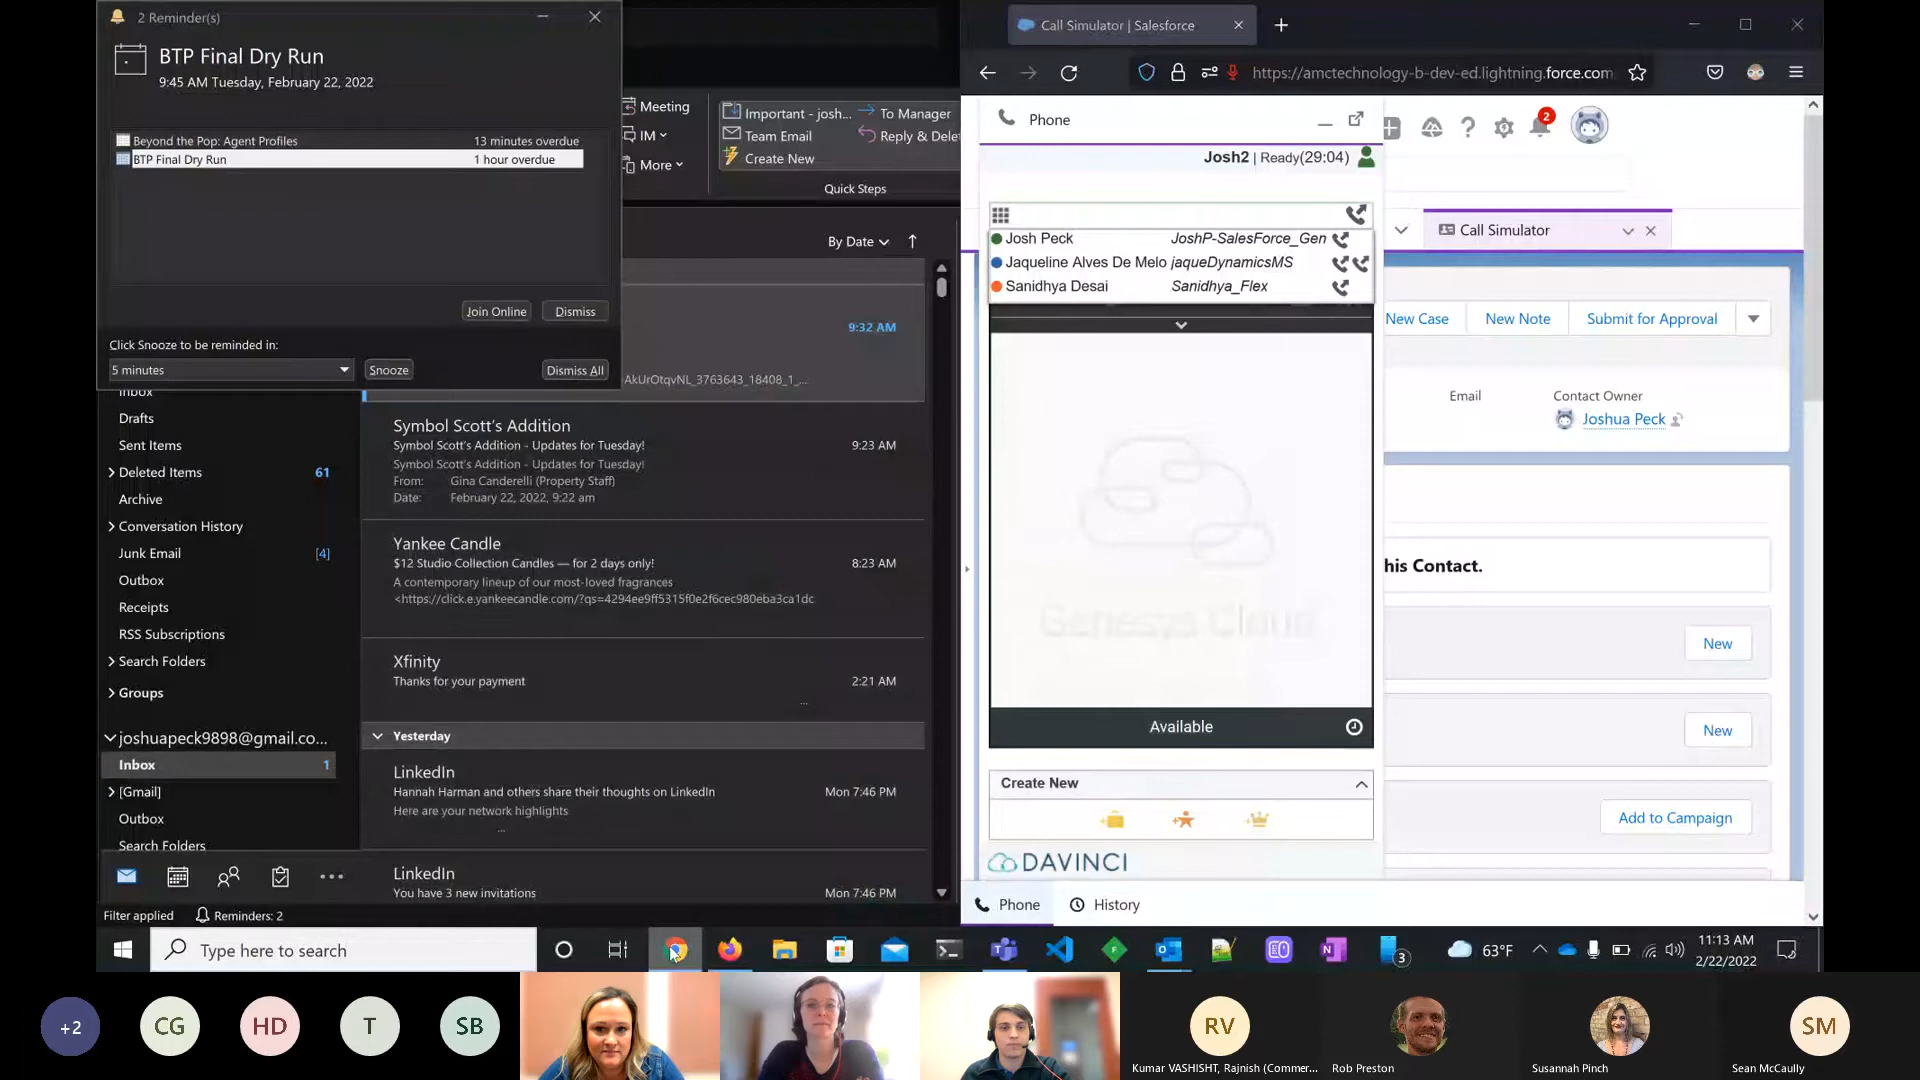 2 Reminder(s)
BTP Final Dry Run
9:45 AM Tuesday, February 22, 2022
Beyond the Pop: Agent Profiles 13 minutes overdue
BTP Final Dry Run 1 hour overdue
Join Online Dismiss
Click Snooze to be reminded in:
5 minutes Snooze Dismiss All
Meeting
IM
More
Important - josh...
Team Email
Create New
To Manager
Reply & Dele
Quick Steps
By Date
9:32 AM
AkUrOtqvNL_3763643_18408_1_...
Symbol Scott's Addition
Symbol Scott's Addition - Updates for Tuesday! 9:23 AM
Symbol Scott's Addition - Updates for Tuesday!
From: Gina Canderelli (Property Staff)
Date: February 22, 2022, 9:22 am
Yankee Candle
$12 Studio Collection Candles — for 2 days only! 8:23 AM
A contemporary lineup of our most-loved fragrances
<https://click.e.yankeecandle.com/?qs=4294ee9ff5315f0e2f6cec980eba3ca1dc
Xfinity
Thanks for your payment 2:21 AM
...
Yesterday
LinkedIn
Hannah Harman and others share their thoughts on LinkedIn Mon 7:46 PM
Here are your network highlights
...
LinkedIn
You have 3 new invitations Mon 7:46 PM
Inbox
Drafts
Sent Items
Deleted Items 61
Archive
Conversation History
Junk Email [4]
Outbox
Receipts
RSS Subscriptions
Search Folders
Groups
joshuapeck9898@gmail.co...
Inbox 1
[Gmail]
Outbox
Search Folders
Filter applied Reminders: 2
Call Simulator | Salesforce
https://amctechnology-b-dev-ed.lightning.force.com
Phone
Josh2 | Ready(29:04)
Josh Peck JoshP-SalesForce_Gen
Jaqueline Alves De Melo jaqueDynamicsMS
Sanidhya Desai Sanidhya_Flex
Genesys Cloud
Available
Create New
DAVINCI
Phone History
2
Call Simulator
New Case New Note Submit for Approval
Email Contact Owner
Joshua Peck
his Contact.
New
New
Add to Campaign
Type here to search
3
63°F
11:13 AM
2/22/2022
+2
CG
HD
T
SB
RV
SM
Kumar VASHISHT, Rajnish (Commer...
Rob Preston
Susannah Pinch
Sean McCaully